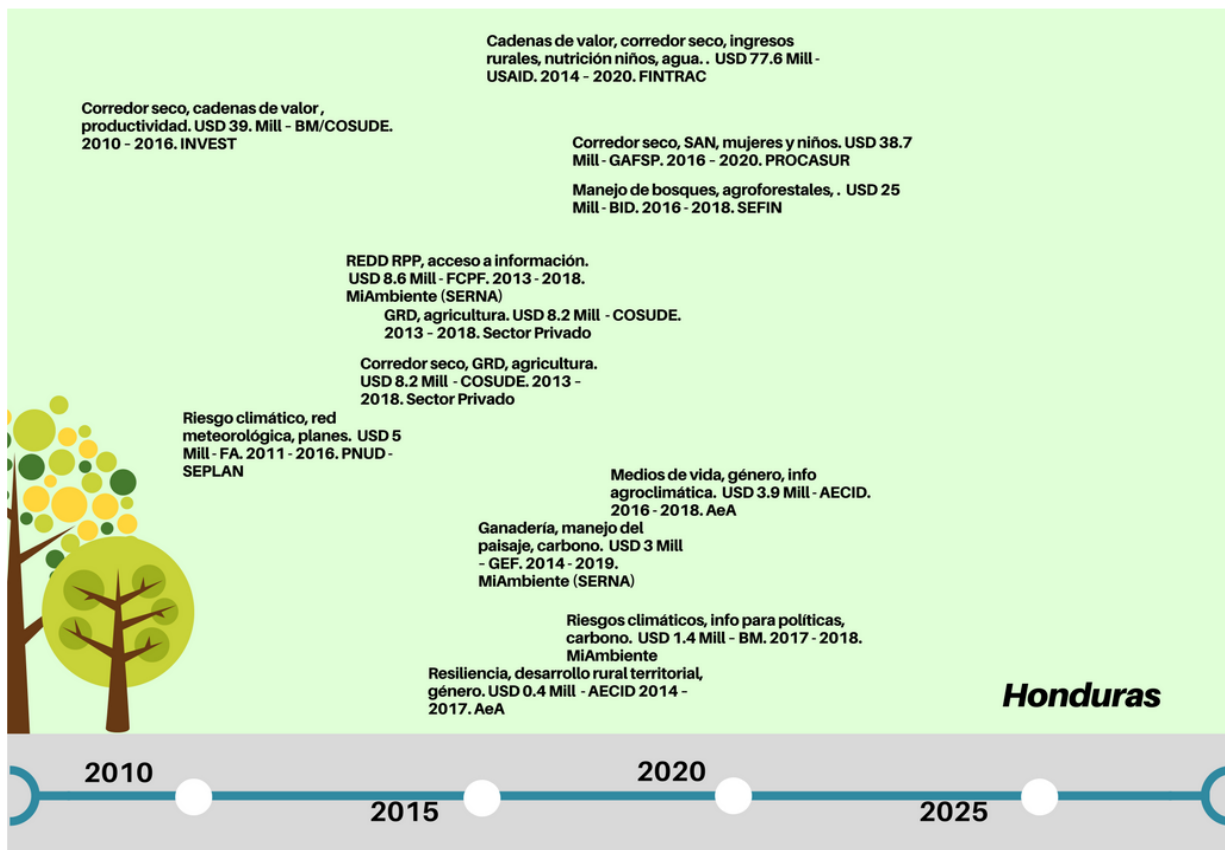 Cadenas de valor, corredor seco, ingresos
rurales, nutrición niños, agua. . USD 77.6 Mill -
USAID. 2014 – 2020. FINTRAC
Corredor seco, cadenas de valor ,
productividad. USD 39. Mill – BM/COSUDE.
2010 – 2016. INVEST
Corredor seco, SAN, mujeres y niños. USD 38.7
Mill - GAFSP. 2016 – 2020. PROCASUR
Manejo de bosques, agroforestales, . USD 25
Mill - BID. 2016 - 2018. SEFIN
REDD RPP, acceso a información.
USD 8.6 Mill - FCPF. 2013 - 2018.
MiAmbiente (SERNA)
GRD, agricultura. USD 8.2 Mill - COSUDE.
2013 – 2018. Sector Privado
Corredor seco, GRD, agricultura.
USD 8.2 Mill - COSUDE. 2013 –
2018. Sector Privado
Riesgo climático, red
meteorológica, planes. USD 5
Mill - FA. 2011 - 2016. PNUD -
SEPLAN
Medios de vida, género, info
agroclimática. USD 3.9 Mill - AECID.
2016 - 2018. AeA
Ganadería, manejo del
paisaje, carbono. USD 3 Mill
– GEF. 2014 - 2019.
MiAmbiente (SERNA)
Riesgos climáticos, info para políticas,
carbono. USD 1.4 Mill – BM. 2017 - 2018.
MiAmbiente
Resiliencia, desarrollo rural territorial,
género. USD 0.4 Mill - AECID 2014 –
2017. AeA
Honduras
2010
2015
2020
2025